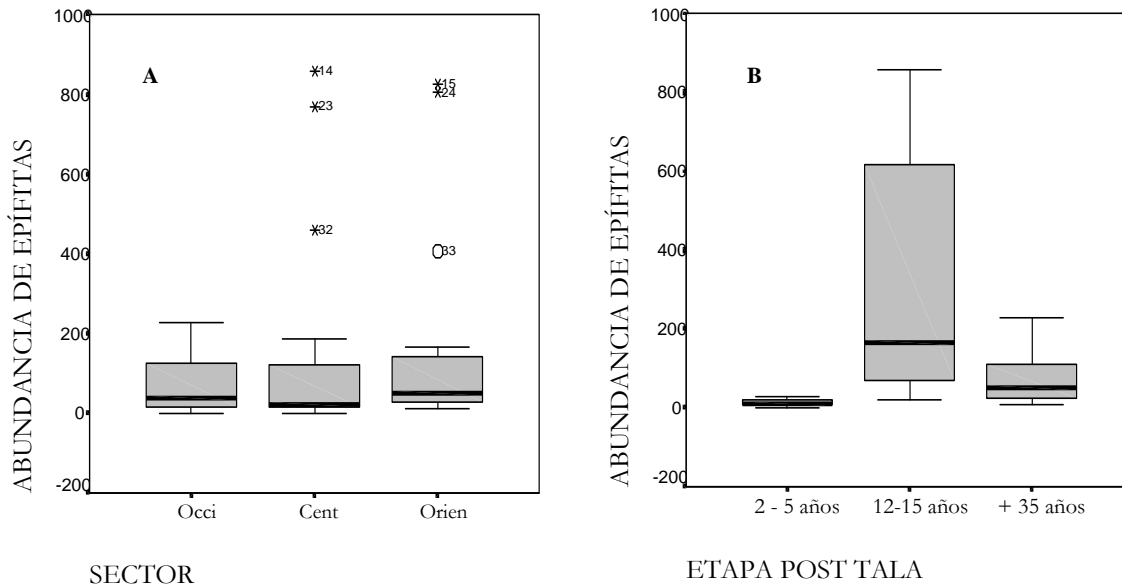 ABUNDANCIA DE EPÍFITAS
1000
800
600
400
200
0
-200
A
14
23
32
15
24
33
Occi
Cent
Orien
SECTOR
ABUNDANCIA DE EPÍFITAS
1000
800
600
400
200
0
-200
B
2 - 5 años
12-15 años
+ 35 años
ETAPA POST TALA